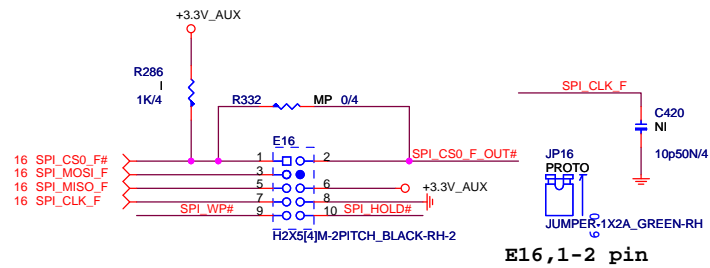 +3.3V_AUX
R286
I
1K/4
R332 MP 0/4
SPI_CLK_F
C420
NI
10p50N/4
E16
16 SPI_CS0_F# 1 2 SPI_CS0_F_OUT#
16 SPI_MOSI_F 3
16 SPI_MISO_F 5 6 +3.3V_AUX
16 SPI_CLK_F 7 8
SPI_WP# 9 10 SPI_HOLD#
H2X5[4]M-2PITCH_BLACK-RH-2
JP16
PROTO
JUMPER-1X2A_GREEN-RH
E16,1-2 pin